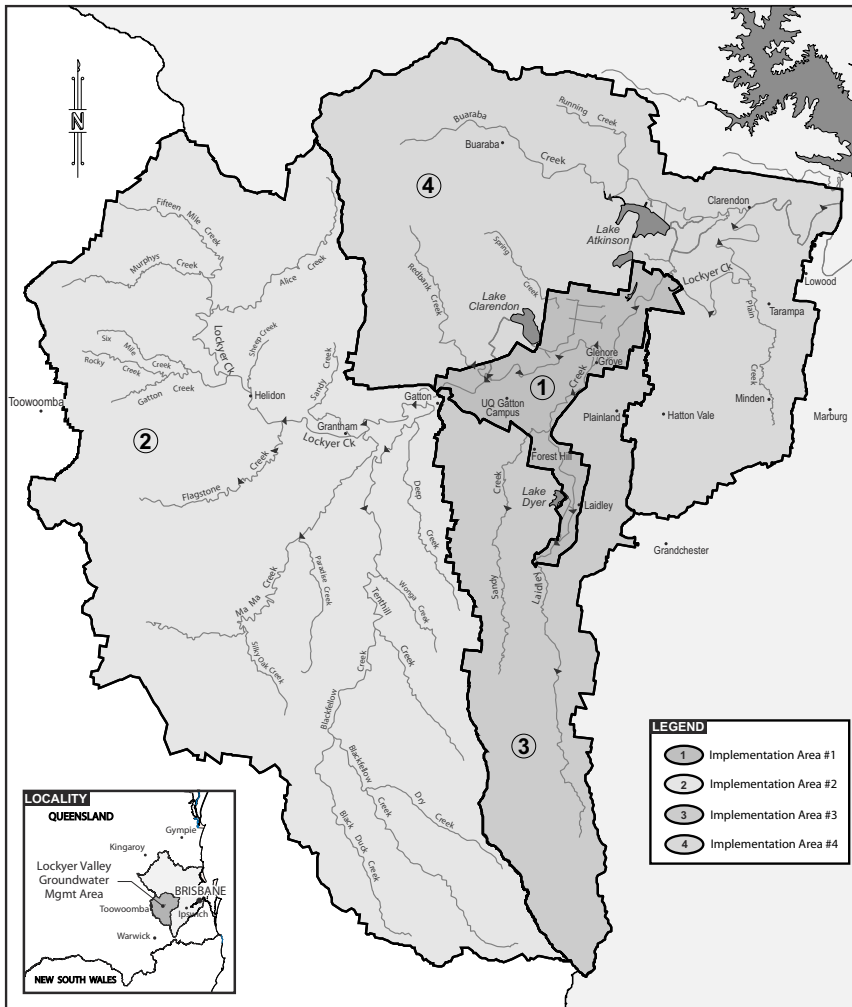 N
Buaraba
Creek
Running Creek
Buaraba
4
Lake
Atkinson
Clarendon
Lockyer Ck
Lowood
Plain
Creek
Tarampa
Minden
Marburg
Hatton Vale
Plainland
Spring
Creek
Redbank Creek
Lake
Clarendon
Fifteen Mile Creek
Murphys Creek
Alice Creek
Lockyer Ck
Sheep Creek
Sandy Creek
Six
Mile
Creek
Rocky Creek
Gatton Creek
Toowoomba
Helidon
Grantham
Lockyer Ck
Gatton
2
Flagstone Creek
1
UQ Gatton
Campus
Glenore
Grove
Creek
Forest Hill
Lake
Dyer
Laidley
Grandchester
Sandy
Creek
Laidley
3
Deep
Creek
Wonga Creek
Tenthill
Creek
Ma Ma Creek
Paradise Creek
Silky Oak Creek
Blackfellow
Creek
Blackfellow
Creek
Black Duck Creek
Dry
Creek
LEGEND
1 Implementation Area #1
2 Implementation Area #2
3 Implementation Area #3
4 Implementation Area #4
LOCALITY
QUEENSLAND
Gympie
Kingaroy
Lockyer Valley
Groundwater
Mgmt Area
BRISBANE
Toowoomba
Ipswich
Warwick
NEW SOUTH WALES